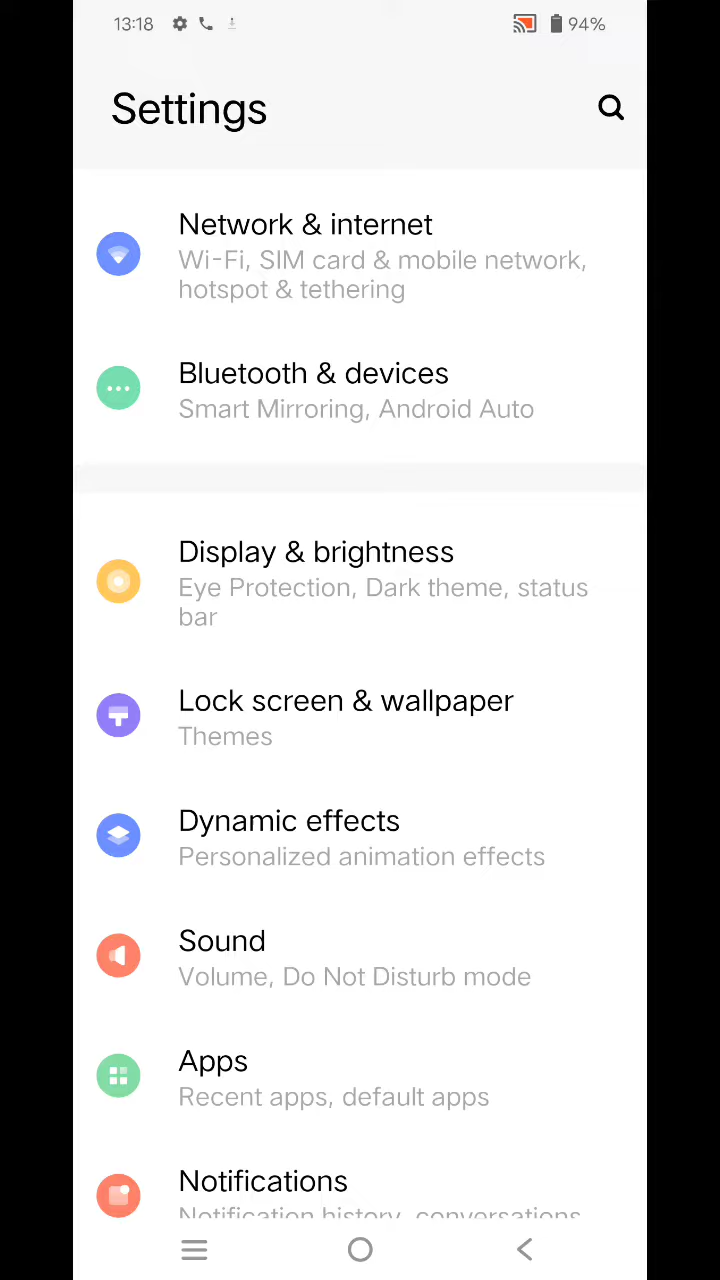 13:18
94%
Settings
Network & internet
Wi-Fi, SIM card & mobile network,
hotspot & tethering
Bluetooth & devices
Smart Mirroring, Android Auto
Display & brightness
Eye Protection, Dark theme, status
bar
Lock screen & wallpaper
Themes
Dynamic effects
Personalized animation effects
Sound
Volume, Do Not Disturb mode
Apps
Recent apps, default apps
Notifications
Notification history, conversations